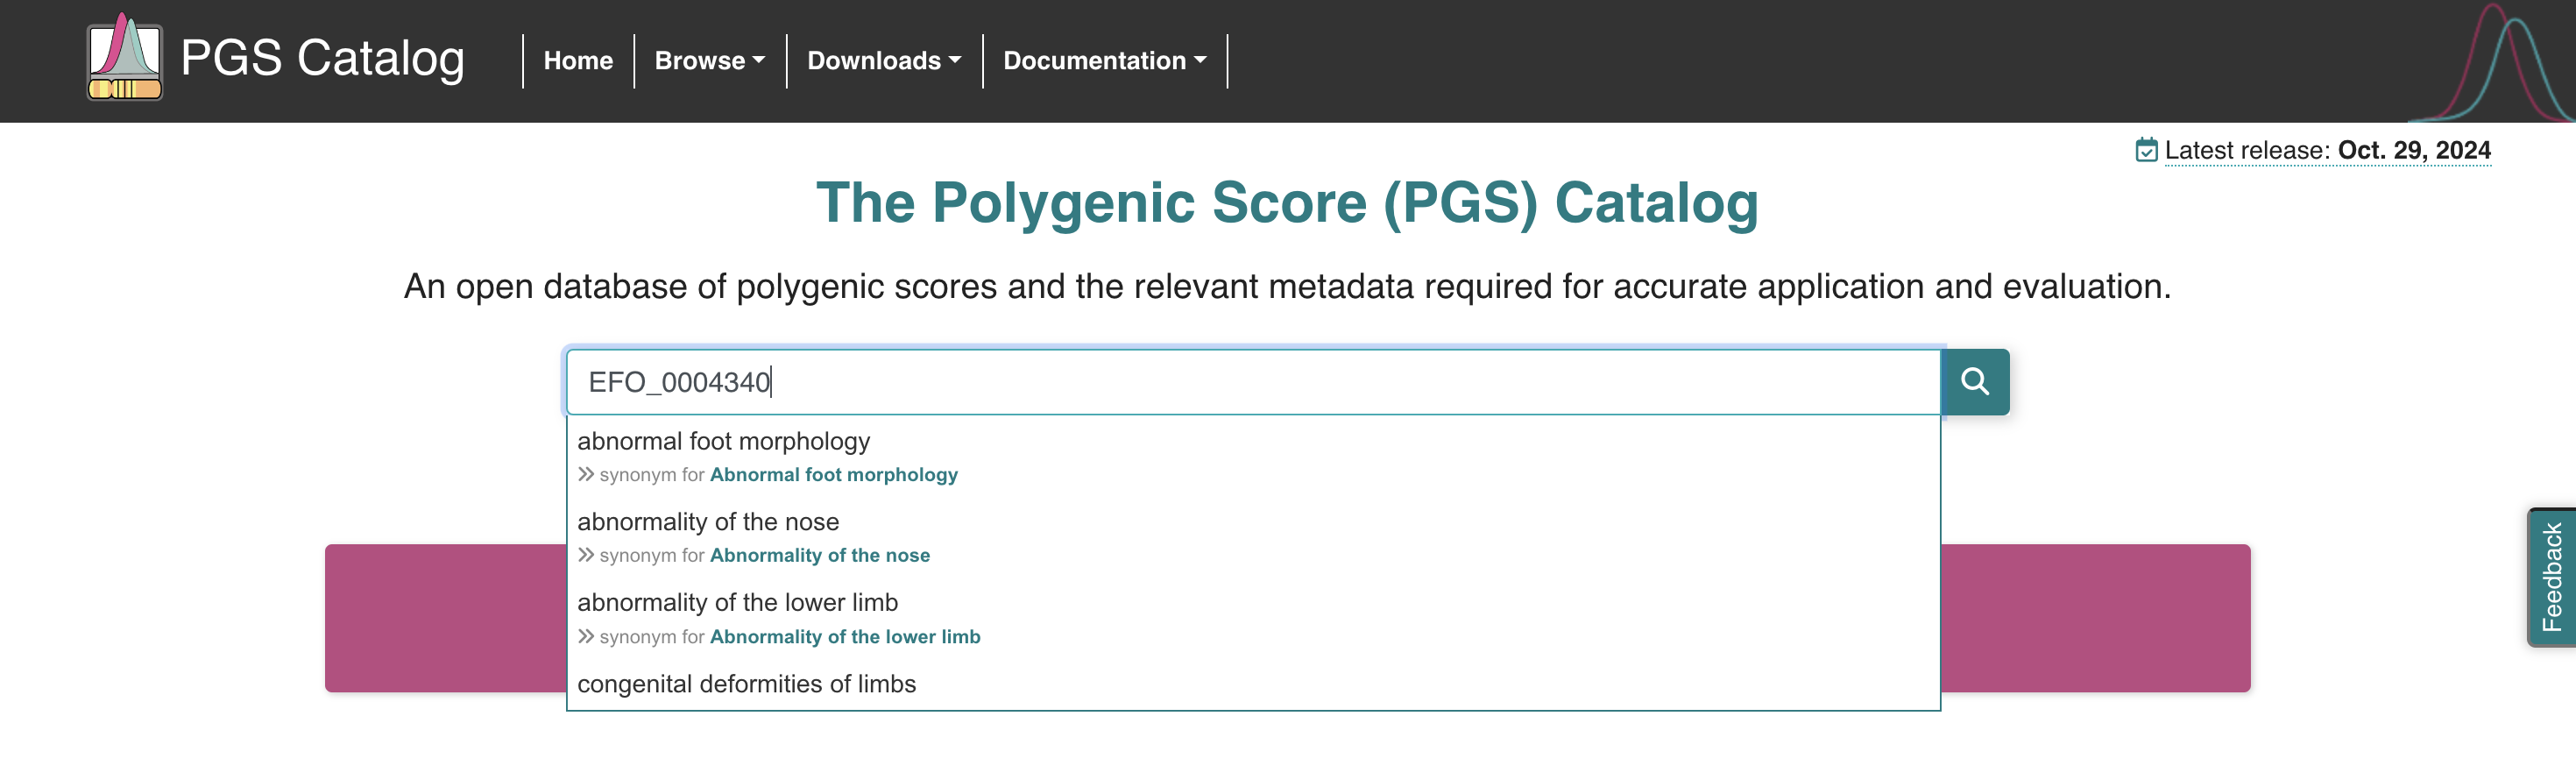 PGS Catalog
Home
Browse
Downloads
Documentation
Latest release: Oct. 29, 2024
The Polygenic Score (PGS) Catalog
An open database of polygenic scores and the relevant metadata required for accurate application and evaluation.
EFO_0004340
abnormal foot morphology
synonym for Abnormal foot morphology
abnormality of the nose
synonym for Abnormality of the nose
abnormality of the lower limb
synonym for Abnormality of the lower limb
congenital deformities of limbs
Feedback